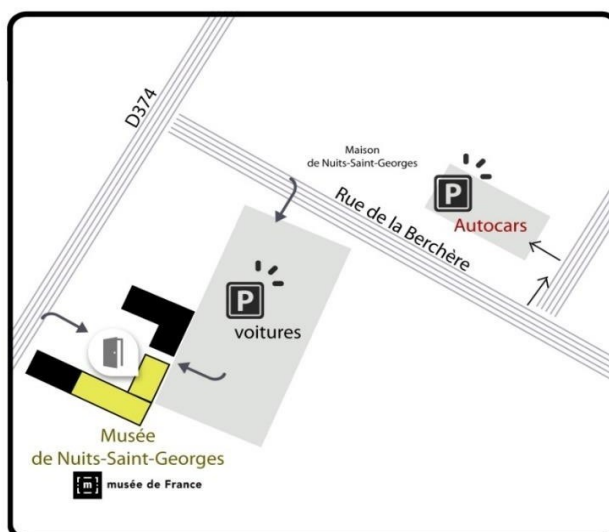 D374
Maison
de Nuits-Saint-Georges
P
Autocars
Rue de la Berchère
P
voitures
Musée
de Nuits-Saint-Georges
m musée de France